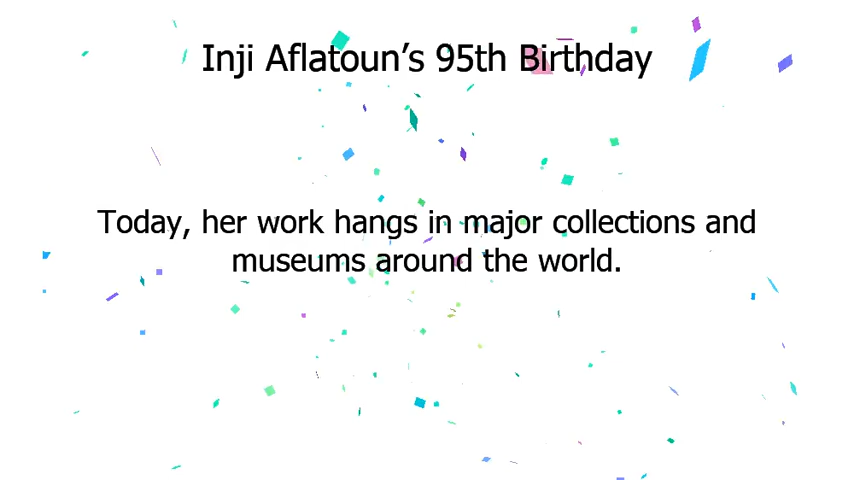 Inji Aflatoun’s 95th Birthday
Today, her work hangs in major collections and
museums around the world.